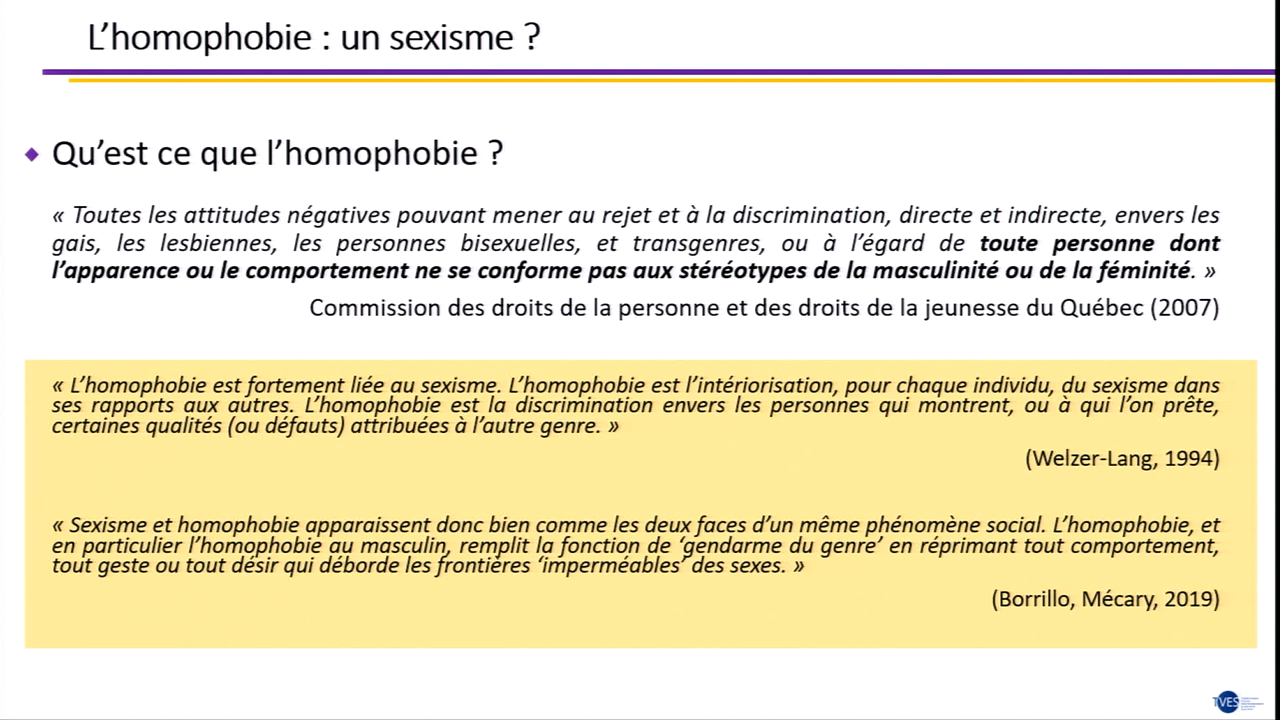 L’homophobie : un sexisme ?
Qu’est ce que l’homophobie ?
« Toutes les attitudes négatives pouvant mener au rejet et à la discrimination, directe et indirecte, envers les
gais, les lesbiennes, les personnes bisexuelles, et transgenres, ou à l’égard de toute personne dont
l’apparence ou le comportement ne se conforme pas aux stéréotypes de la masculinité ou de la féminité. »
Commission des droits de la personne et des droits de la jeunesse du Québec (2007)
« L’homophobie est fortement liée au sexisme. L’homophobie est l’intériorisation, pour chaque individu, du sexisme dans
ses rapports aux autres. L’homophobie est la discrimination envers les personnes qui montrent, ou à qui l’on prête,
certaines qualités (ou défauts) attribuées à l’autre genre. »
(Welzer-Lang, 1994)
« Sexisme et homophobie apparaissent donc bien comme les deux faces d’un même phénomène social. L’homophobie, et
en particulier l’homophobie au masculin, remplit la fonction de ‘gendarme du genre’ en réprimant tout comportement,
tout geste ou tout désir qui déborde les frontières ‘imperméables’ des sexes. »
(Borrillo, Mécary, 2019)
TVES